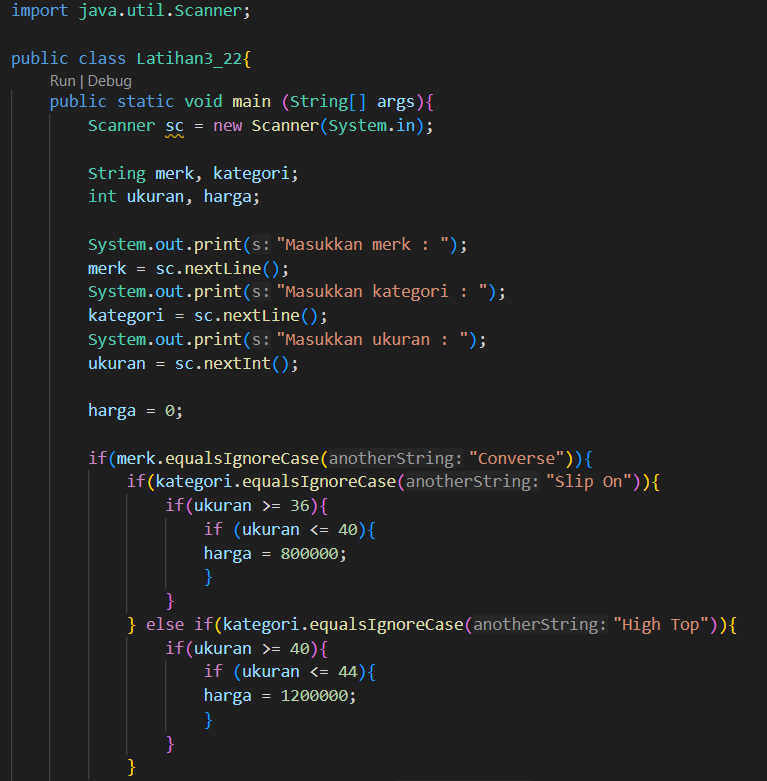 import java.util.Scanner;
public class Latihan3_22{
Run | Debug
public static void main (String[] args){
Scanner sc = new Scanner(System.in);
String merk, kategori;
int ukuran, harga;
System.out.print(s: "Masukkan merk : ");
merk = sc.nextLine();
System.out.print(s: "Masukkan kategori : ");
kategori = sc.nextLine();
System.out.print(s: "Masukkan ukuran : ");
ukuran = sc.nextInt();
harga = 0;
if(merk.equalsIgnoreCase(anotherString: "Converse")){
if(kategori.equalsIgnoreCase(anotherString: "Slip On")){
if(ukuran >= 36){
if (ukuran <= 40){
harga = 800000;
}
}
} else if(kategori.equalsIgnoreCase(anotherString: "High Top")){
if(ukuran >= 40){
if (ukuran <= 44){
harga = 1200000;
}
}
}